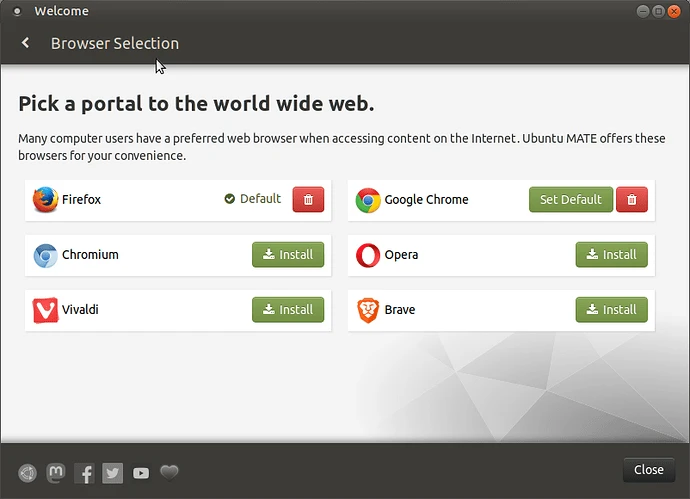 Welcome
Browser Selection
Pick a portal to the world wide web.
Many computer users have a preferred web browser when accessing content on the Internet. Ubuntu MATE offers these
browsers for your convenience.
Firefox Default
Google Chrome Set Default
Chromium Install
Opera Install
Vivaldi Install
Brave Install
Close